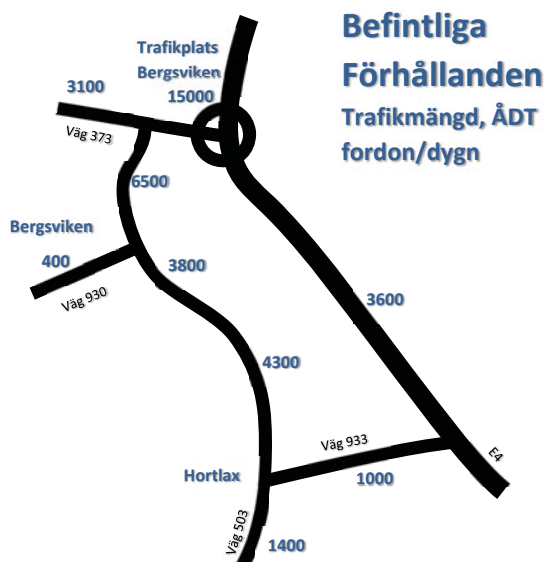 Befintliga
Förhållanden
Trafikmängd, ÅDT
fordon/dygn
Trafikplats
Bergsviken
15000
3100
Väg 373
6500
Bergsviken
400
Väg 930
3800
3600
4300
Väg 933
E4
Hortlax
1000
Väg 503
1400